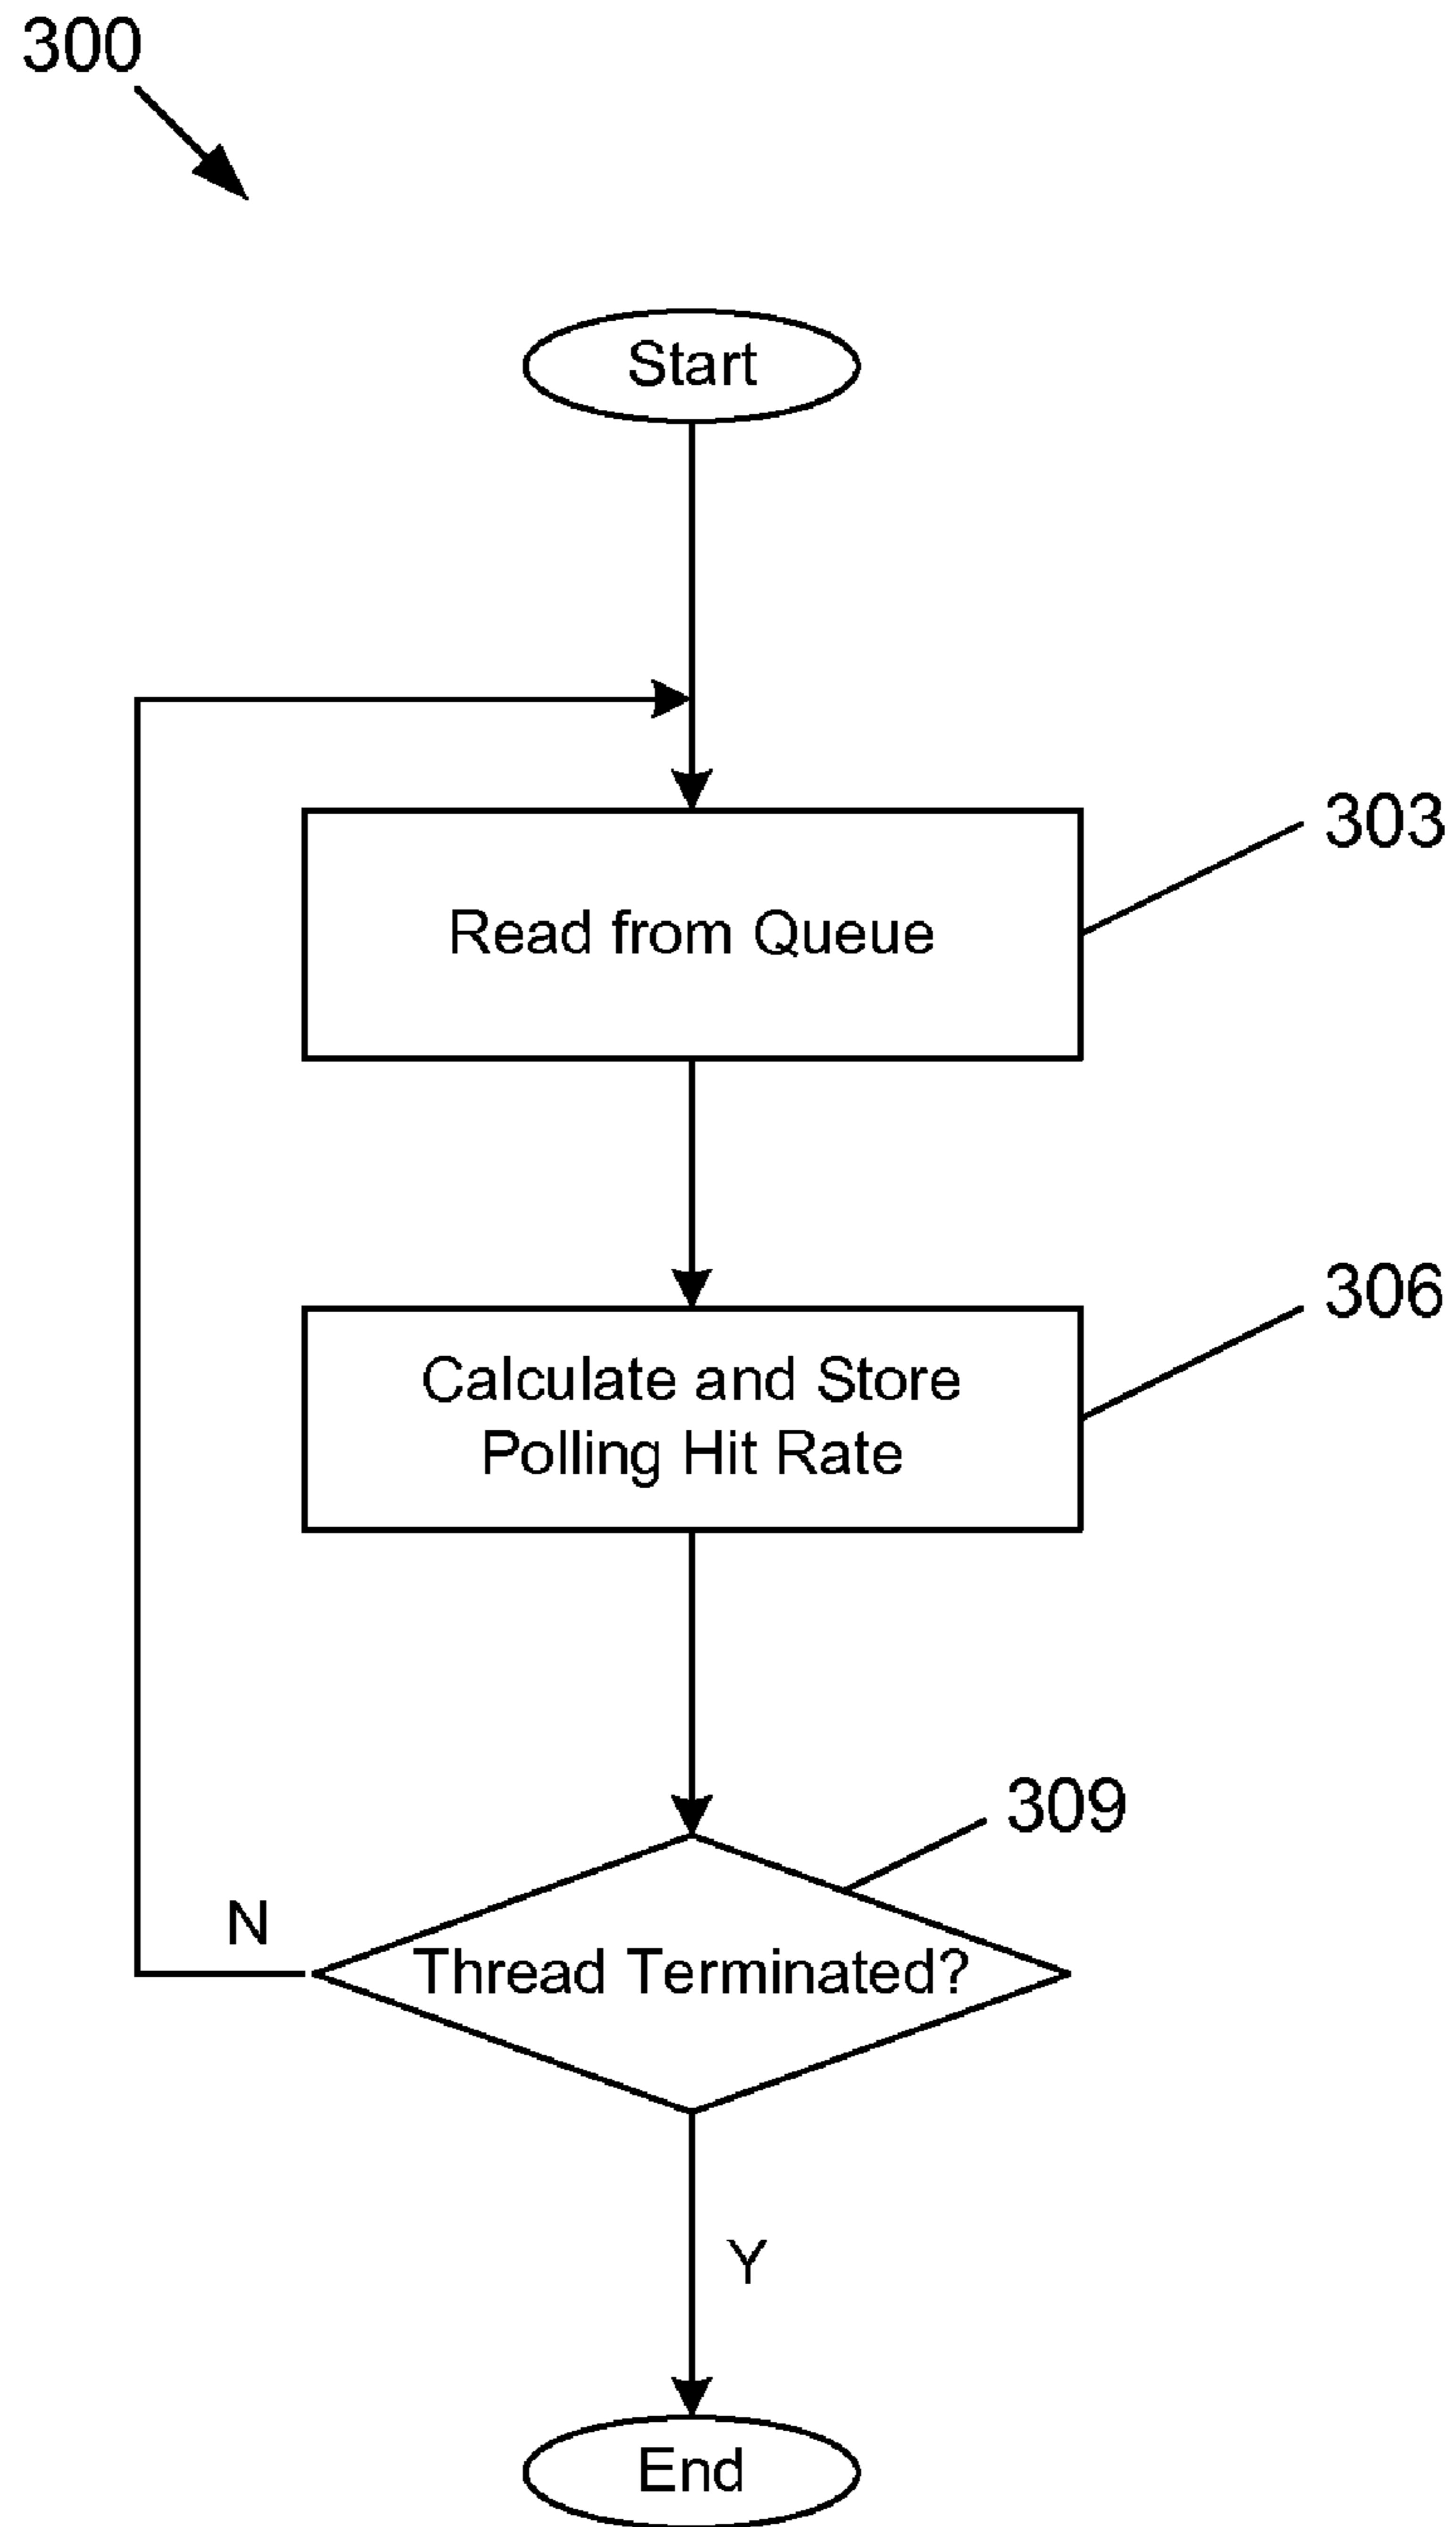 300
Start
303
Read from Queue
306
Calculate and Store
Polling Hit Rate
309
N
Thread Terminated?
Y
End